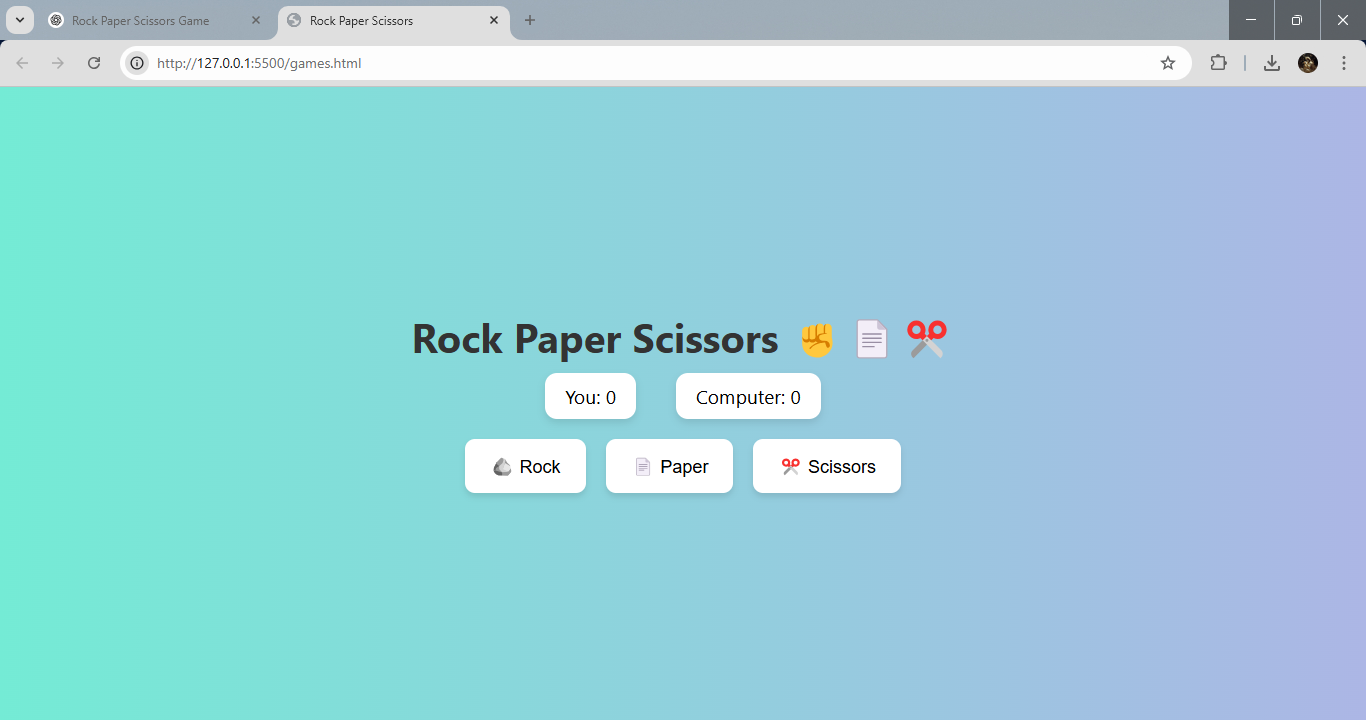 Rock Paper Scissors Game
Rock Paper Scissors
http://127.0.0.1:5500/games.html
Rock Paper Scissors ✊ 📄 ✂️
You: 0
Computer: 0
🪨 Rock
📄 Paper
✂️ Scissors